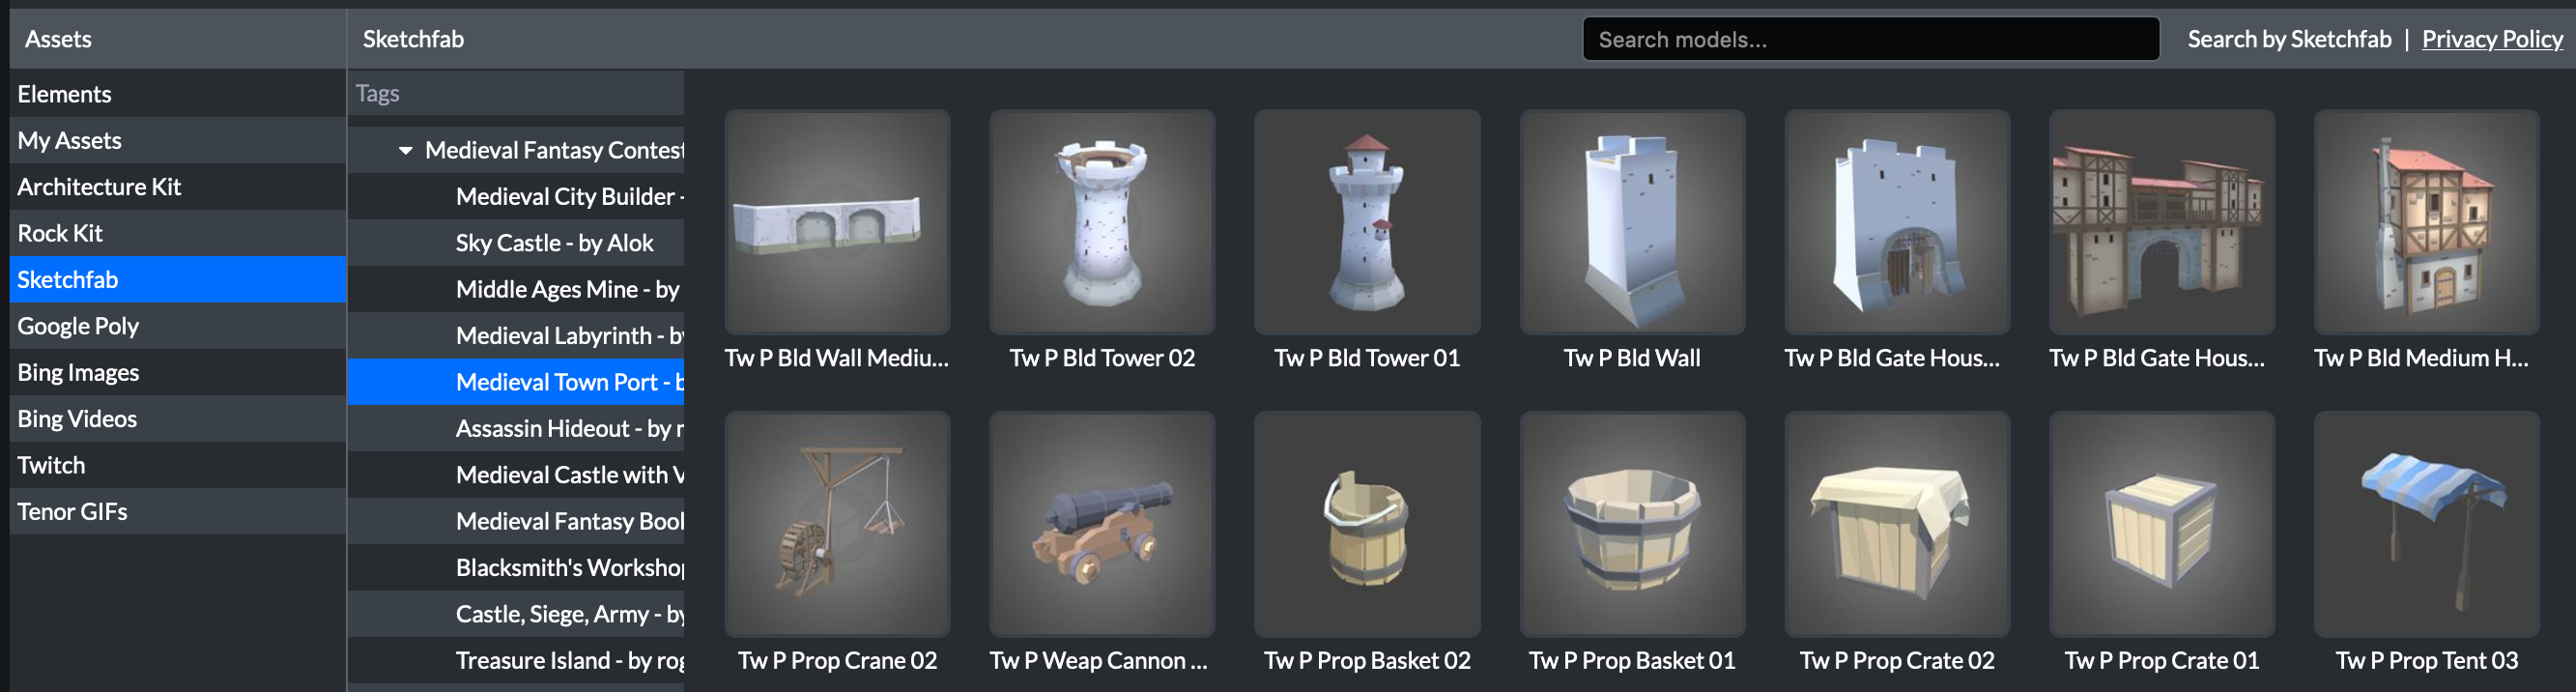 Assets
Sketchfab
Search models...
Search by Sketchfab | Privacy Policy
Elements
My Assets
Architecture Kit
Rock Kit
Sketchfab
Google Poly
Bing Images
Bing Videos
Twitch
Tenor GIFs
Tags
Medieval Fantasy Contest
Medieval City Builder -
Sky Castle - by Alok
Middle Ages Mine - by
Medieval Labyrinth - by
Medieval Town Port - b
Assassin Hideout - by
Medieval Castle with V
Medieval Fantasy Bool
Blacksmith's Workshop
Castle, Siege, Army - by
Treasure Island - by rog
Tw P Bld Wall Mediu...
Tw P Bld Tower 02
Tw P Bld Tower 01
Tw P Bld Wall
Tw P Bld Gate Hous...
Tw P Bld Gate Hous...
Tw P Bld Medium H...
Tw P Prop Crane 02
Tw P Weap Cannon ...
Tw P Prop Basket 02
Tw P Prop Basket 01
Tw P Prop Crate 02
Tw P Prop Crate 01
Tw P Prop Tent 03